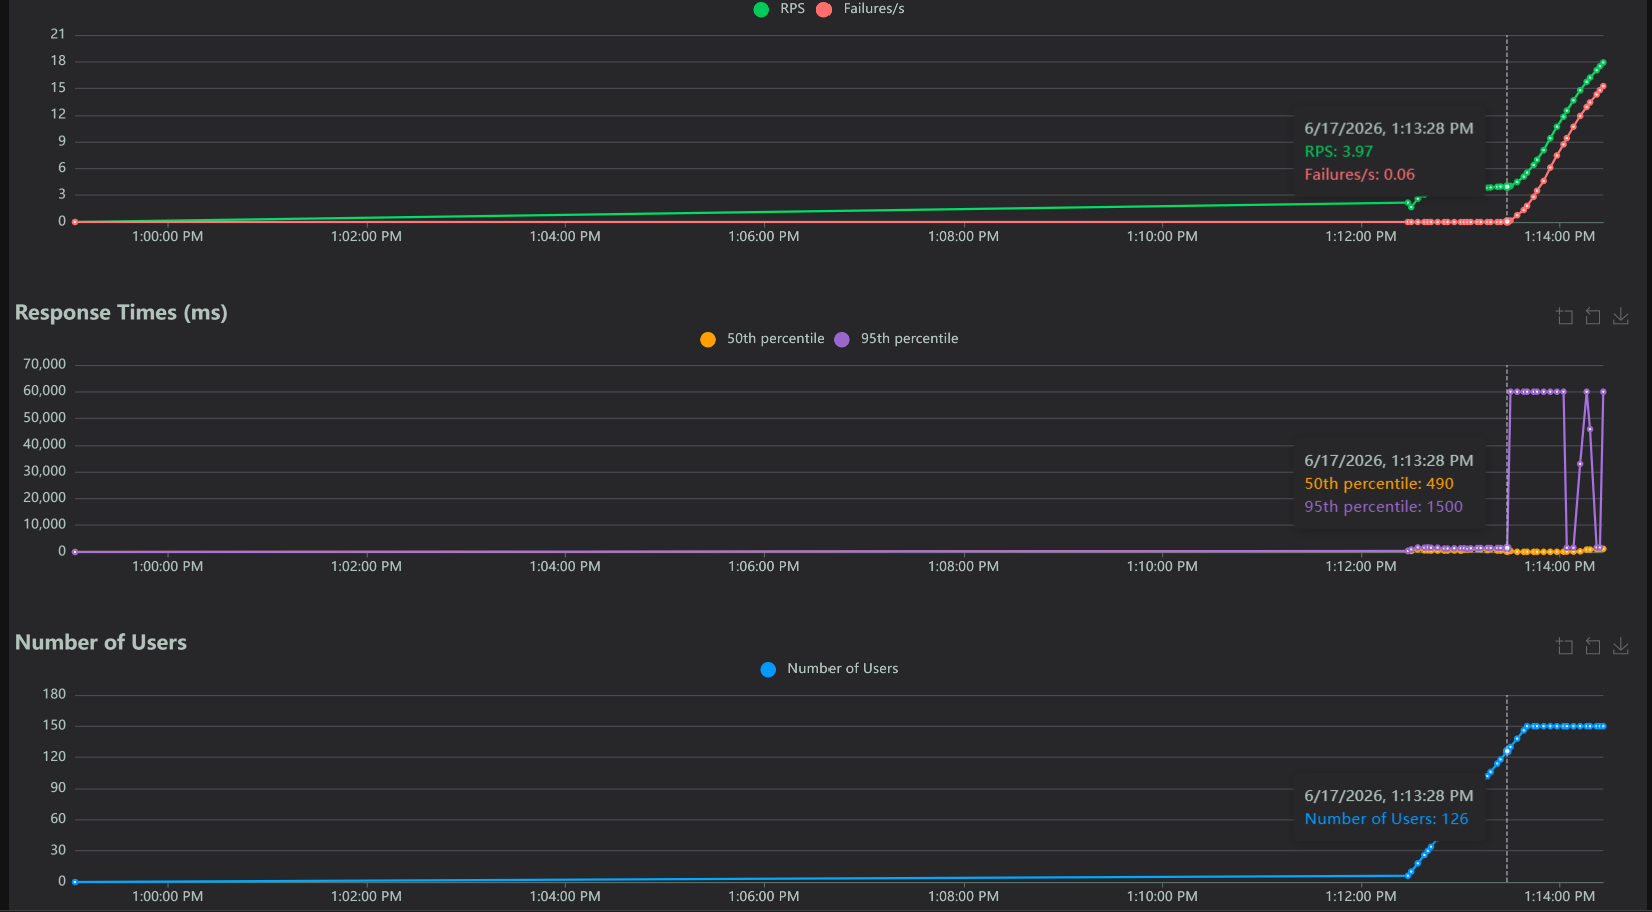 RPS Failures/s
21
18
15
12
9
6
3
0
6/17/2026, 1:13:28 PM
RPS: 3.97
Failures/s: 0.06
1:00:00 PM 1:02:00 PM 1:04:00 PM 1:06:00 PM 1:08:00 PM 1:10:00 PM 1:12:00 PM 1:14:00 PM
Response Times (ms)
50th percentile 95th percentile
70,000
60,000
50,000
40,000
30,000
20,000
10,000
0
6/17/2026, 1:13:28 PM
50th percentile: 490
95th percentile: 1500
1:00:00 PM 1:02:00 PM 1:04:00 PM 1:06:00 PM 1:08:00 PM 1:10:00 PM 1:12:00 PM 1:14:00 PM
Number of Users
Number of Users
180
150
120
90
60
30
0
6/17/2026, 1:13:28 PM
Number of Users: 126
1:00:00 PM 1:02:00 PM 1:04:00 PM 1:06:00 PM 1:08:00 PM 1:10:00 PM 1:12:00 PM 1:14:00 PM